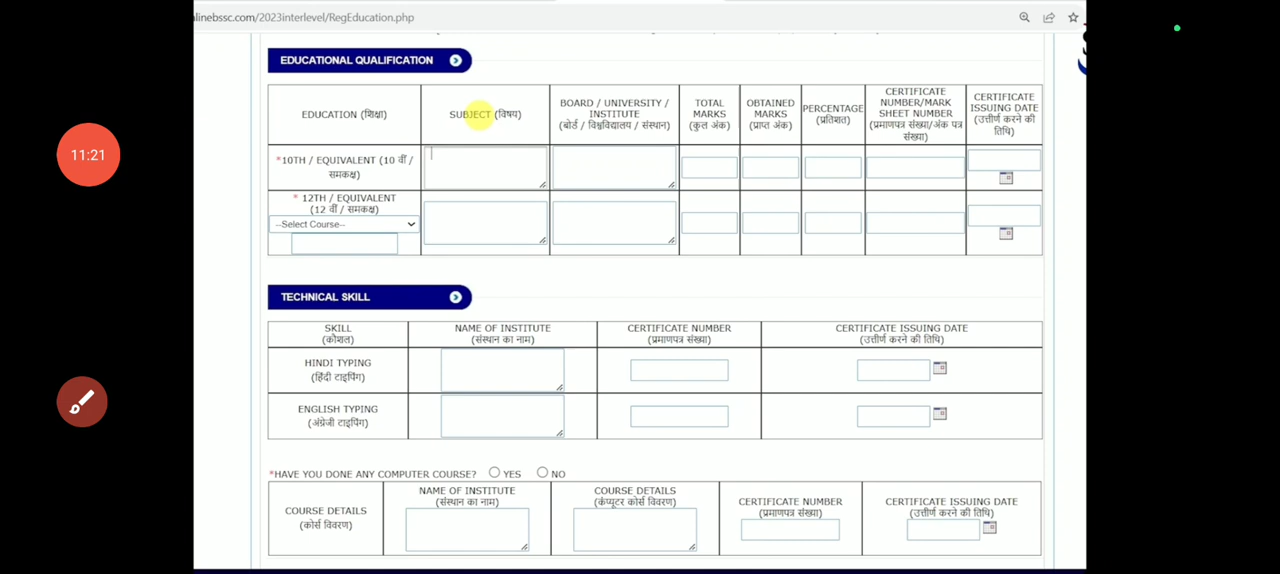 linebssc.com/2023interlevel/RegEducation.php
EDUCATIONAL QUALIFICATION
EDUCATION (शिक्षा)
SUBJECT (विषय)
BOARD / UNIVERSITY /
INSTITUTE
(बोर्ड / विश्वविद्यालय / संस्थान)
TOTAL
MARKS
(कुल अंक)
OBTAINED
MARKS
(प्राप्त अंक)
PERCENTAGE
(प्रतिशत)
CERTIFICATE
NUMBER/MARK
SHEET NUMBER
(प्रमाणपत्र संख्या/अंक पत्र
संख्या)
CERTIFICATE
ISSUING DATE
(उत्तीर्ण करने की
तिथि)
11:21
*10TH / EQUIVALENT (10 वीं /
समकक्ष)
* 12TH / EQUIVALENT
(12 वीं / समकक्ष)
--Select Course--
TECHNICAL SKILL
SKILL
(कौशल)
NAME OF INSTITUTE
(संस्थान का नाम)
CERTIFICATE NUMBER
(प्रमाणपत्र संख्या)
CERTIFICATE ISSUING DATE
(उत्तीर्ण करने की तिथि)
HINDI TYPING
(हिंदी टाइपिंग)
ENGLISH TYPING
(अंग्रेजी टाइपिंग)
*HAVE YOU DONE ANY COMPUTER COURSE? YES NO
COURSE DETAILS
(कोर्स विवरण)
NAME OF INSTITUTE
(संस्थान का नाम)
COURSE DETAILS
(कंप्यूटर कोर्स विवरण)
CERTIFICATE NUMBER
(प्रमाणपत्र संख्या)
CERTIFICATE ISSUING DATE
(उत्तीर्ण करने की तिथि)